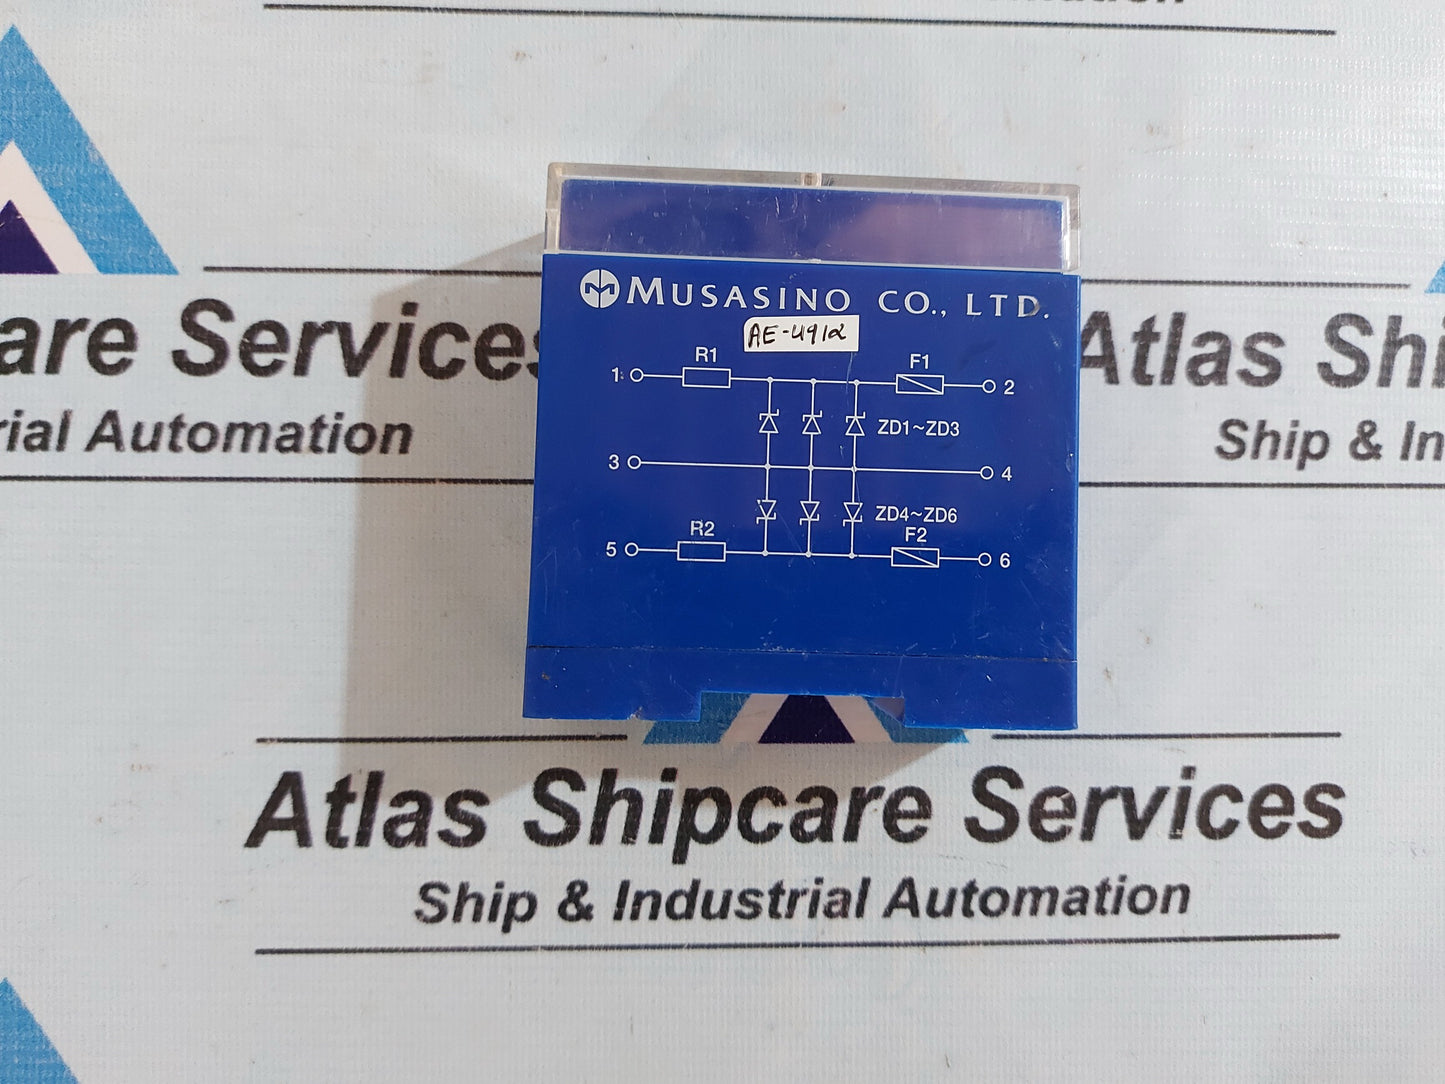 MUSASINO CO., LTD.
AE-4912
R1
F1
1
2
ZD1~ZD3
3
4
ZD4~ZD6
R2
F2
5
6
are Services
Atlas Shi
rial Automation
Ship & In
Atlas Shipcare Services
Ship & Industrial Automation